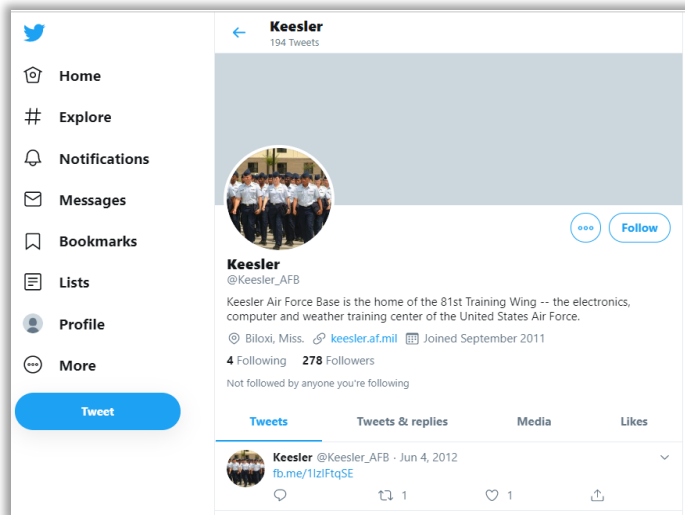 Keesler
194 Tweets
Home
Explore
Notifications
Messages
Bookmarks
Lists
Profile
More
Tweet
Follow
Keesler
@Keesler_AFB
Keesler Air Force Base is the home of the 81st Training Wing -- the electronics,
computer and weather training center of the United States Air Force.
Biloxi, Miss. keesler.af.mil Joined September 2011
4 Following 278 Followers
Not followed by anyone you're following
Tweets Tweets & replies Media Likes
Keesler @Keesler_AFB · Jun 4, 2012
fb.me/1IzIFtqSE
1 1